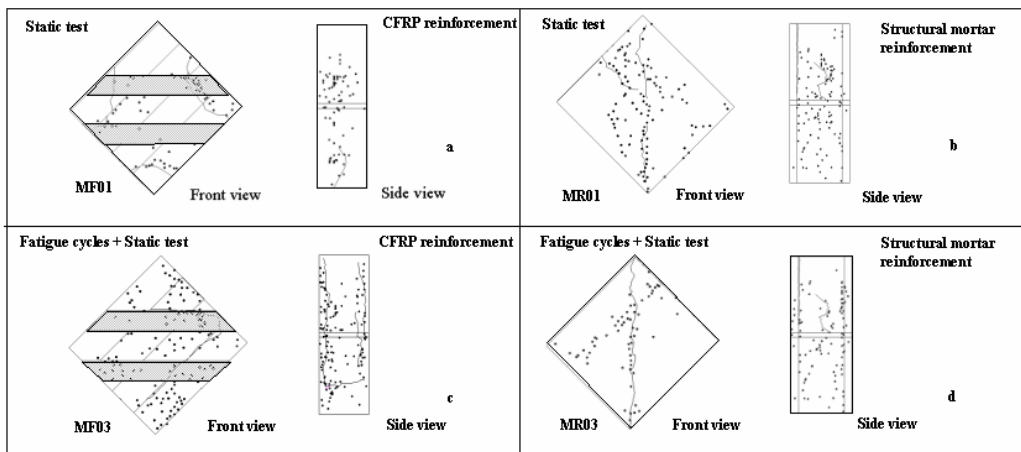 Static test
CFRP reinforcement
a
MF01
Front view
Side view
Static test
Structural mortar
reinforcement
b
MR01
Front view
Side view
Fatigue cycles + Static test
CFRP reinforcement
c
MF03
Front view
Side view
Fatigue cycles + Static test
Structural mortar
reinforcement
d
MR03
Front view
Side view